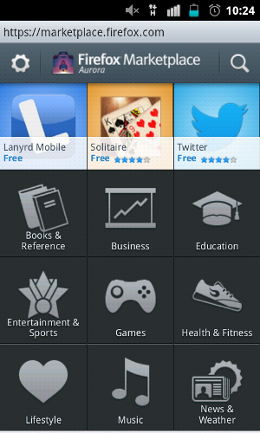 10:24
https://marketplace.firefox.com
Firefox Marketplace
Aurora
Lanyrd Mobile
Free
Solitaire
Free
Twitter
Free
Books &
Reference
Business
Education
Entertainment &
Sports
Games
Health & Fitness
Lifestyle
Music
News &
Weather